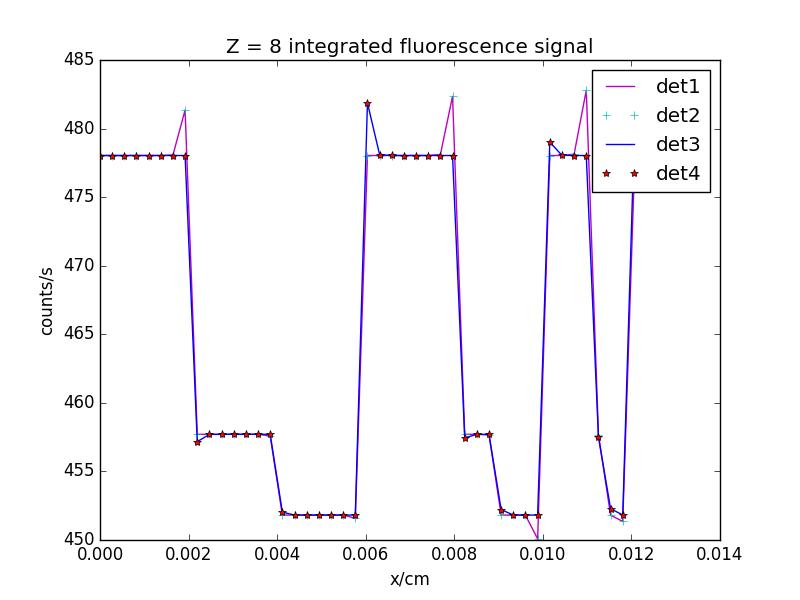 Z = 8 integrated fluorescence signal
485
480
475
470
465
460
455
450
counts/s
0.000 0.002 0.004 0.006 0.008 0.010 0.012 0.014
x/cm
det1
det2
det3
det4